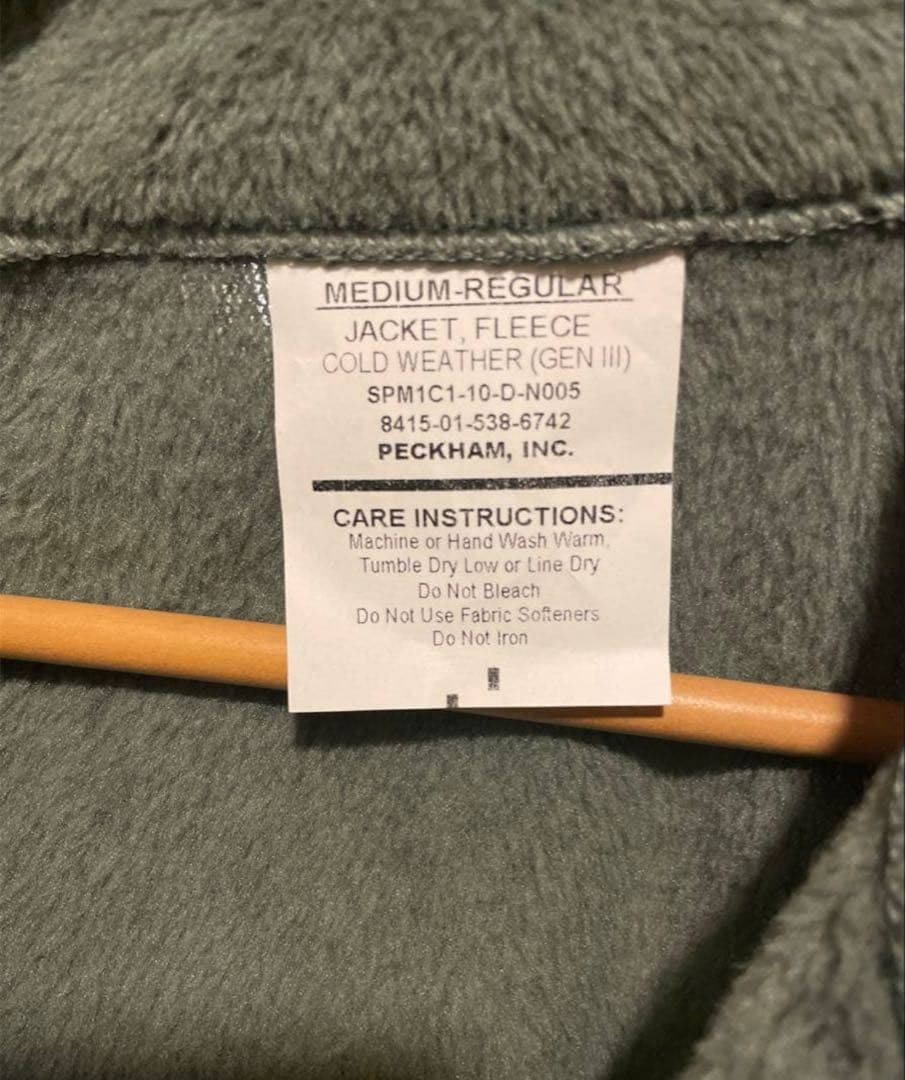 MEDIUM-REGULAR
JACKET, FLEECE
COLD WEATHER (GEN III)
SPM1C1-10-D-N005
8415-01-538-6742
PECKHAM, INC.
CARE INSTRUCTIONS:
Machine or Hand Wash Warm,
Tumble Dry Low or Line Dry
Do Not Bleach
Do Not Use Fabric Softeners
Do Not Iron